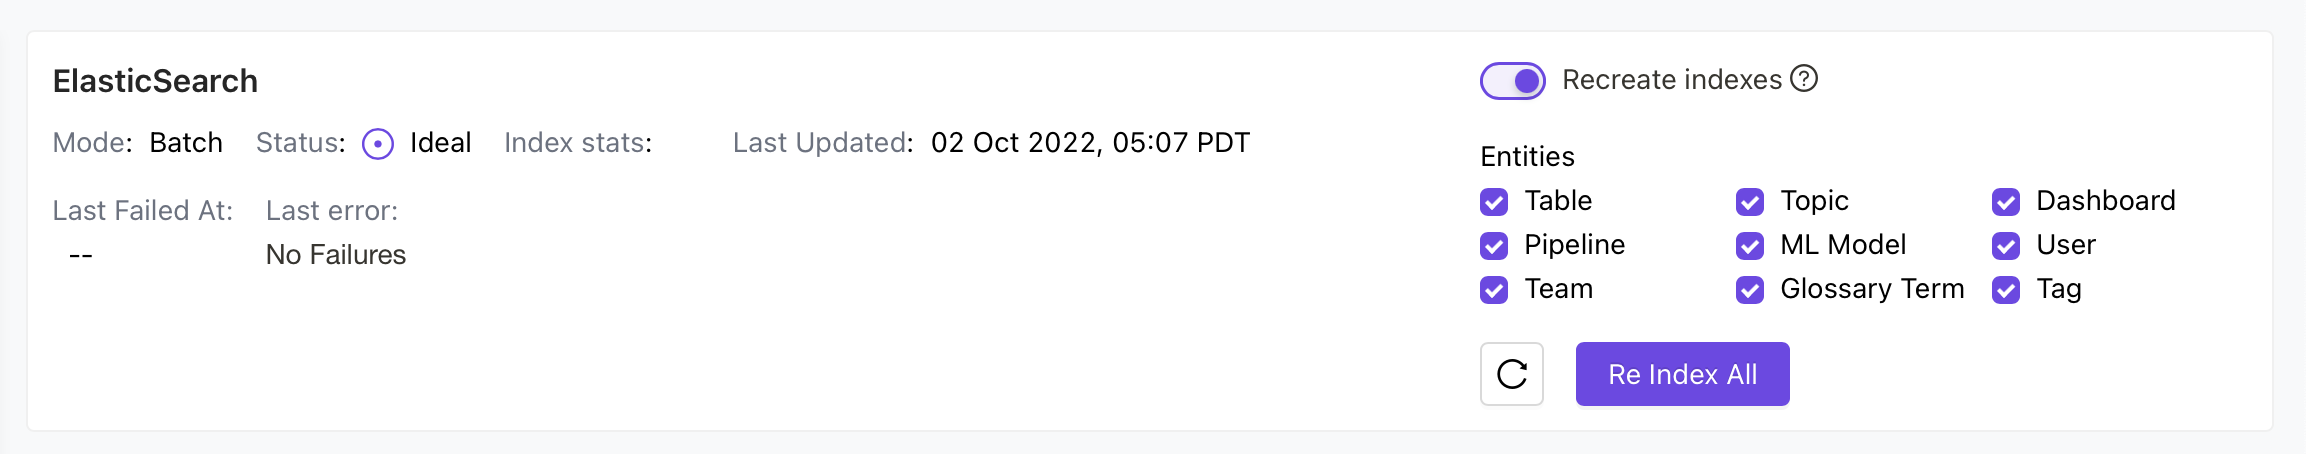 ElasticSearch
Mode: Batch Status: Ideal Index stats: Last Updated: 02 Oct 2022, 05:07 PDT
Last Failed At: Last error:
-- No Failures
Recreate indexes ?
Entities
Table Topic Dashboard
Pipeline ML Model User
Team Glossary Term Tag
Re Index All